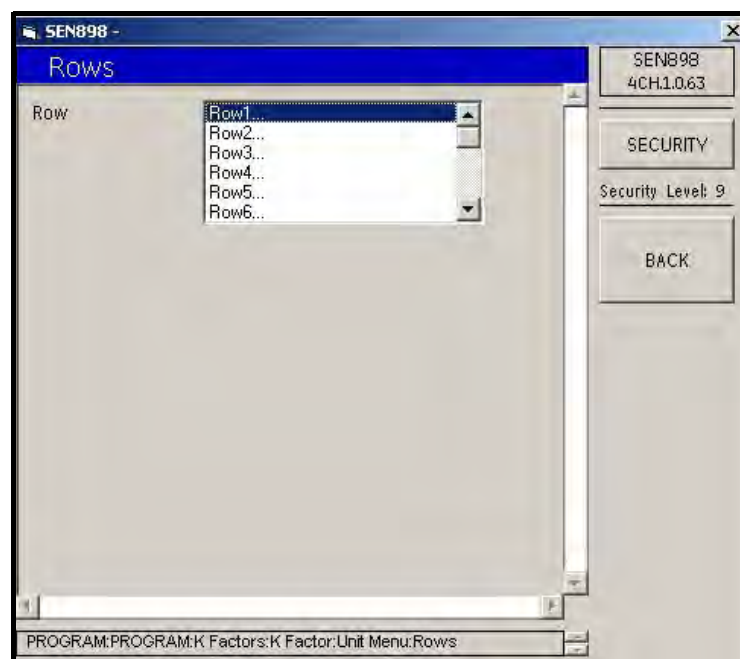 SEN898 -
Rows
SEN898
4CH.1.0.63
Row
Row1...
Row2...
Row3...
Row4...
Row5...
Row6...
SECURITY
Security Level: 9
BACK
PROGRAM:PROGRAM:K Factors:K Factor:Unit Menu:Rows